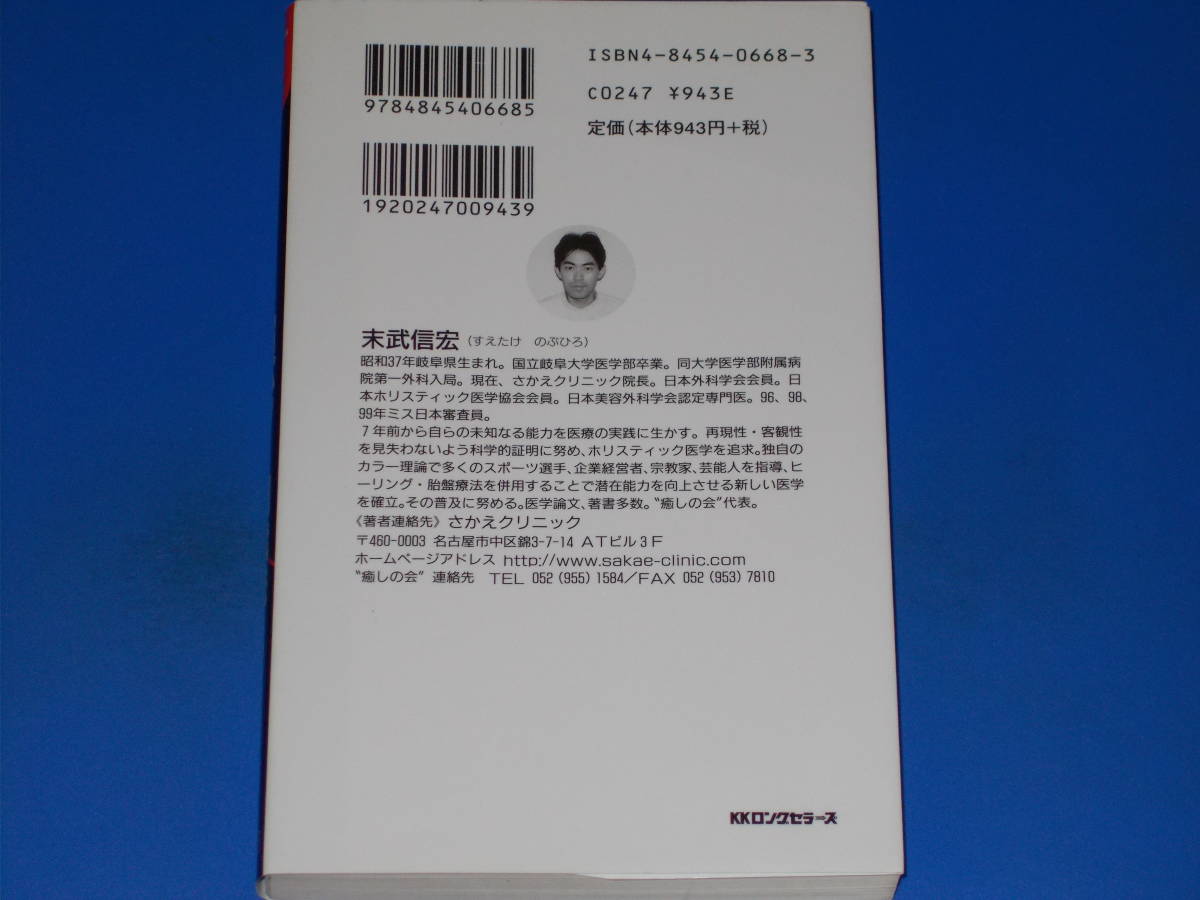 ISBN4-8454-0668-3
9784845406685
C0247 ¥943E
定価(本体943円+税)
1920247009439
末武信宏(すえたけ のぶひろ)
昭和37年岐阜県生まれ。国立岐阜大学医学部卒業。同大学医学部附属病
院第一外科入局。現在、さかえクリニック院長。日本外科学会会員。日
本ホリスティック医学協会会員。日本美容外科学会認定専門医。96、98、
99年ミス日本審査員。
7年前から自らの未知なる能力を医療の実践に生かす。再現性・客観性
を見失わないよう科学的証明に努め、ホリスティック医学を追求。独自の
カラー理論で多くのスポーツ選手、企業経営者、宗教家、芸能人を指導、ヒ
ーリング・胎盤療法を併用することで潜在能力を向上させる新しい医学
を確立。その普及に努める。医学論文、著書多数。“癒しの会”代表。
《著者連絡先》さかえクリニック
〒460-0003 名古屋市中区錦3-7-14 ATビル3F
ホームページアドレス http://www.sakae-clinic.com
“癒しの会”連絡先 TEL 052(955)1584/FAX 052(953)7810
KKロングセラーズ